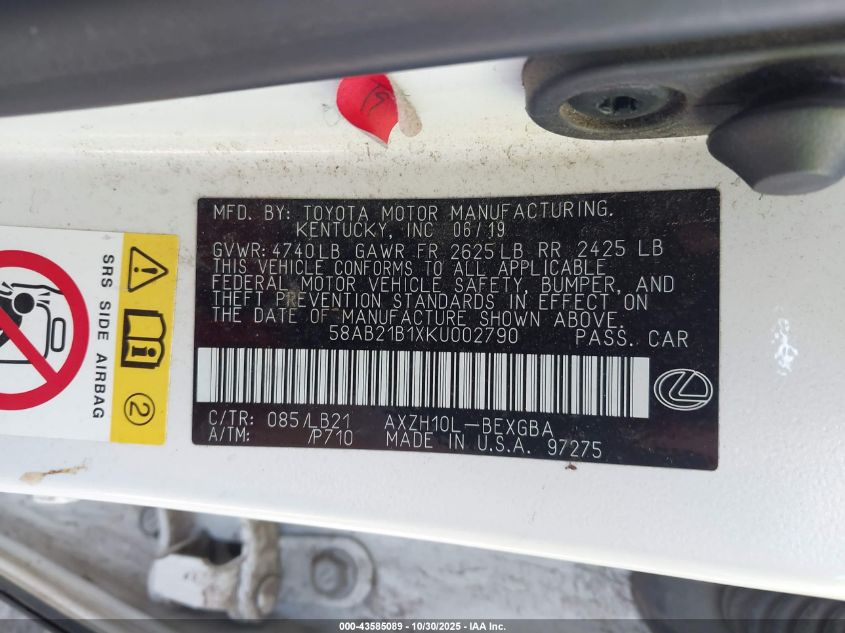 MFD. BY: TOYOTA MOTOR MANUFACTURING.
KENTUCKY, INC 06/19
GVWR: 4740LB GAWR FR 2625LB RR 2425 LB
THIS VEHICLE CONFORMS TO ALL APPLICABLE
FEDERAL MOTOR VEHICLE SAFETY, BUMPER, AND
THEFT PREVENTION STANDARDS IN EFFECT ON
THE DATE OF MANUFACTURE SHOWN ABOVE.
58AB21B1XKU002790 PASS. CAR
C/TR: 085/LB21 AXZH10L-BEXGBA
A/TM: /P710 MADE IN U.S.A. 97275
SRS SIDE AIRBAG
2
000-43585089 - 10/30/2025 - IAA Inc.